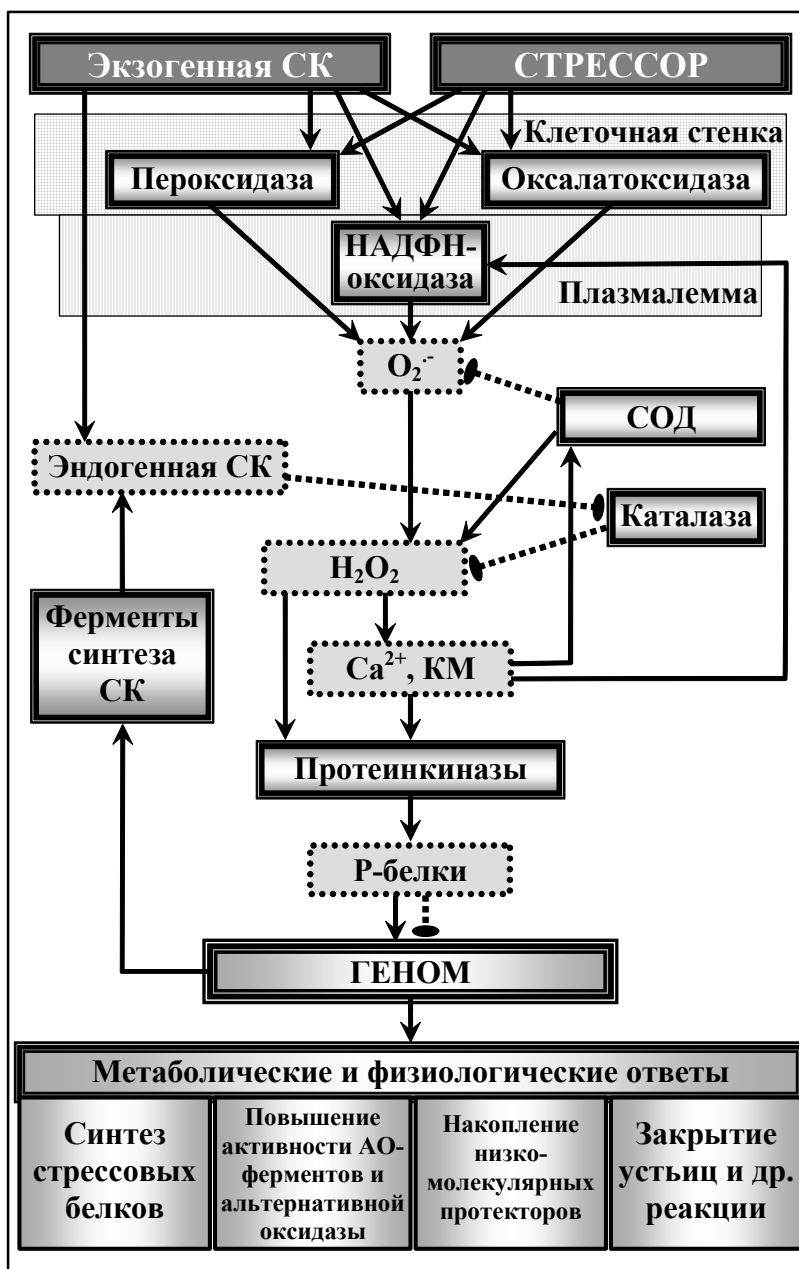 Экзогенная СК
СТРЕССОР
Клеточная стенка
Пероксидаза
Оксалатоксидаза
НАДФН-
оксидаза
Плазмалемма
O₂·⁻
СОД
Эндогенная СК
Каталаза
H₂O₂
Ферменты
синтеза
СК
Ca²⁺, КМ
Протеинкиназы
Р-белки
ГЕНОМ
Метаболические и физиологические ответы
Синтез
стрессовых
белков
Повышение
активности АО-
ферментов и
альтернативной
оксидазы
Накопление
низко-
молекулярных
протекторов
Закрытие
устьиц и др.
реакции